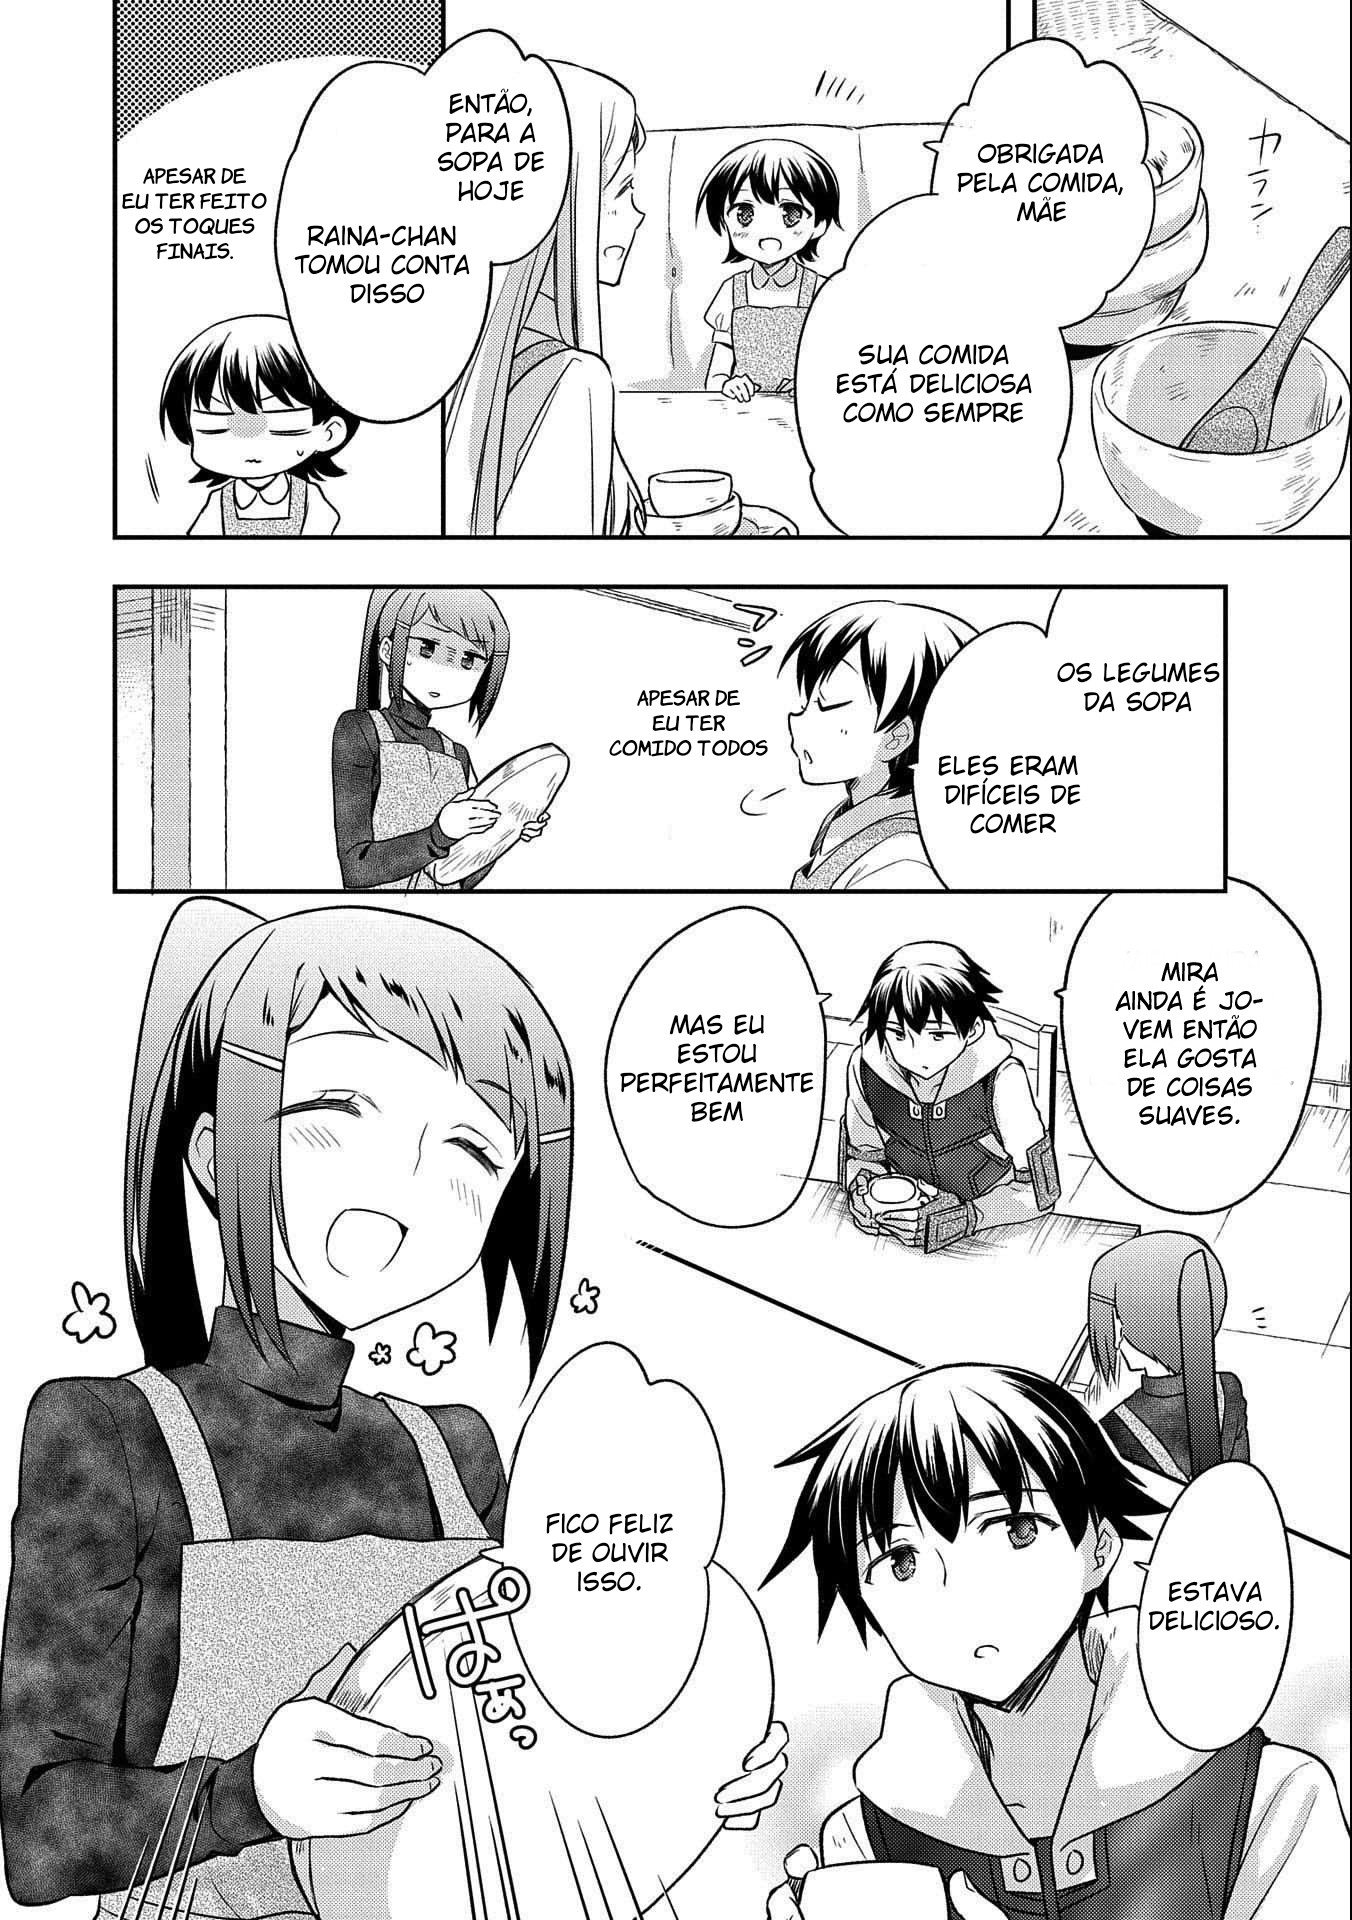 カチャ
OBRIGADA
PELA COMIDA,
MÃE
SUA COMIDA
ESTÁ DELICIOSA
COMO SEMPRE
ENTÃO,
PARA A
SOPA DE
HOJE
RAINA-CHAN
TOMOU CONTA
DISSO
APESAR DE
EU TER FEITO
OS TOQUES
FINAIS.
OS LEGUMES
DA SOPA
ELES ERAM
DIFÍCEIS DE
COMER
APESAR DE
EU TER
COMIDO TODOS
MIRA
AINDA É JO-
VEM ENTÃO
ELA GOSTA
DE COISAS
SUAVES.
MAS EU
ESTOU
PERFEITAMENTE
BEM
ESTAVA
DELICIOSO.
FICO FELIZ
DE OUVIR
ISSO.
ぱぁっ